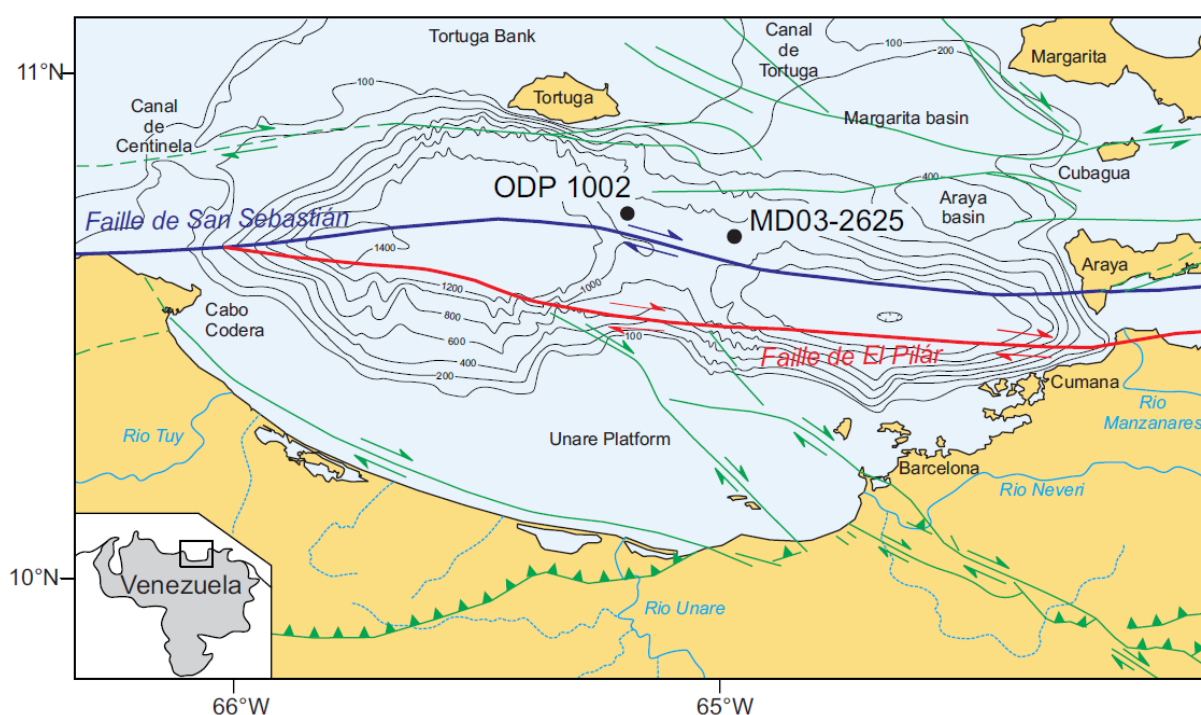 Tortuga Bank
Canal
de
Tortuga
100
200
Margarita
11°N
100
Tortuga
Canal
de
Centinela
Margarita basin
Cubagua
ODP 1002
400
Araya
basin
Faille de San Sebastián
MD03-2625
1400
Araya
1200
1000
800
Cabo
Codera
600
100
400
200
Faille de El Pilár
Cumana
Rio
Manzanares
Rio Tuy
Unare Platform
Barcelona
Rio Neveri
Venezuela
10°N
Rio Unare
66°W
65°W